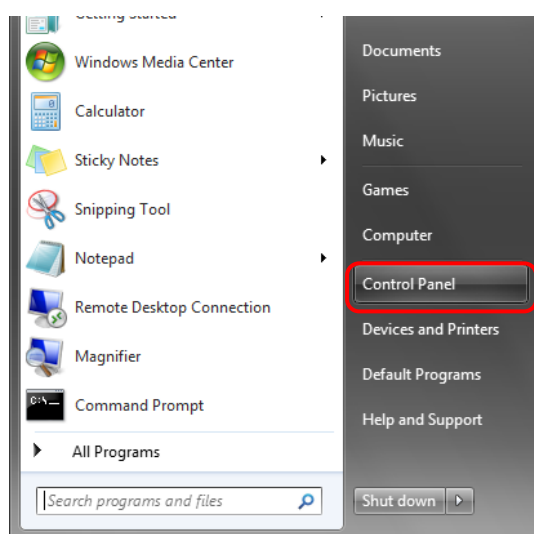 Getting Started
Windows Media Center
Calculator
Sticky Notes
Snipping Tool
Notepad
Remote Desktop Connection
Magnifier
C:\
Command Prompt
All Programs
Search programs and files
Documents
Pictures
Music
Games
Computer
Control Panel
Devices and Printers
Default Programs
Help and Support
Shut down